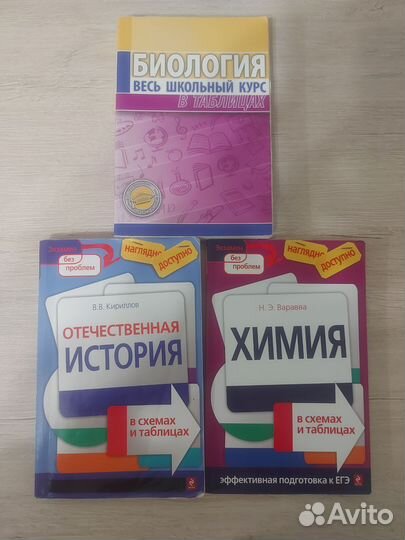 БИОЛОГИЯ
ВЕСЬ ШКОЛЬНЫЙ КУРС
В ТАБЛИЦАХ
Экзамен
без
проблем
наглядно
доступно
В.В. Кириллов
ОТЕЧЕСТВЕННАЯ
ИСТОРИЯ
в схемах
и таблицах
Экзамен
без
проблем
наглядно
доступно
Н. Э. Варавва
ХИМИЯ
в схемах
и таблицах
эффективная подготовка к ЕГЭ
Avito